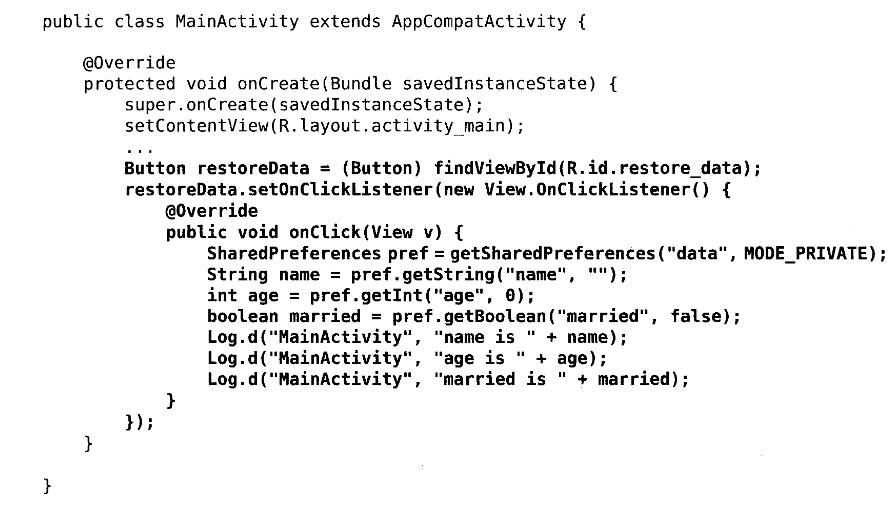 public class MainActivity extends AppCompatActivity {
@Override
protected void onCreate(Bundle savedInstanceState) {
super.onCreate(savedInstanceState);
setContentView(R.layout.activity_main);
...
Button restoreData = (Button) findViewById(R.id.restore_data);
restoreData.setOnClickListener(new View.OnClickListener() {
@Override
public void onClick(View v) {
SharedPreferences pref = getSharedPreferences("data", MODE_PRIVATE);
String name = pref.getString("name", "");
int age = pref.getInt("age", 0);
boolean married = pref.getBoolean("married", false);
Log.d("MainActivity", "name is " + name);
Log.d("MainActivity", "age is " + age);
Log.d("MainActivity", "married is " + married);
}
});
}
}